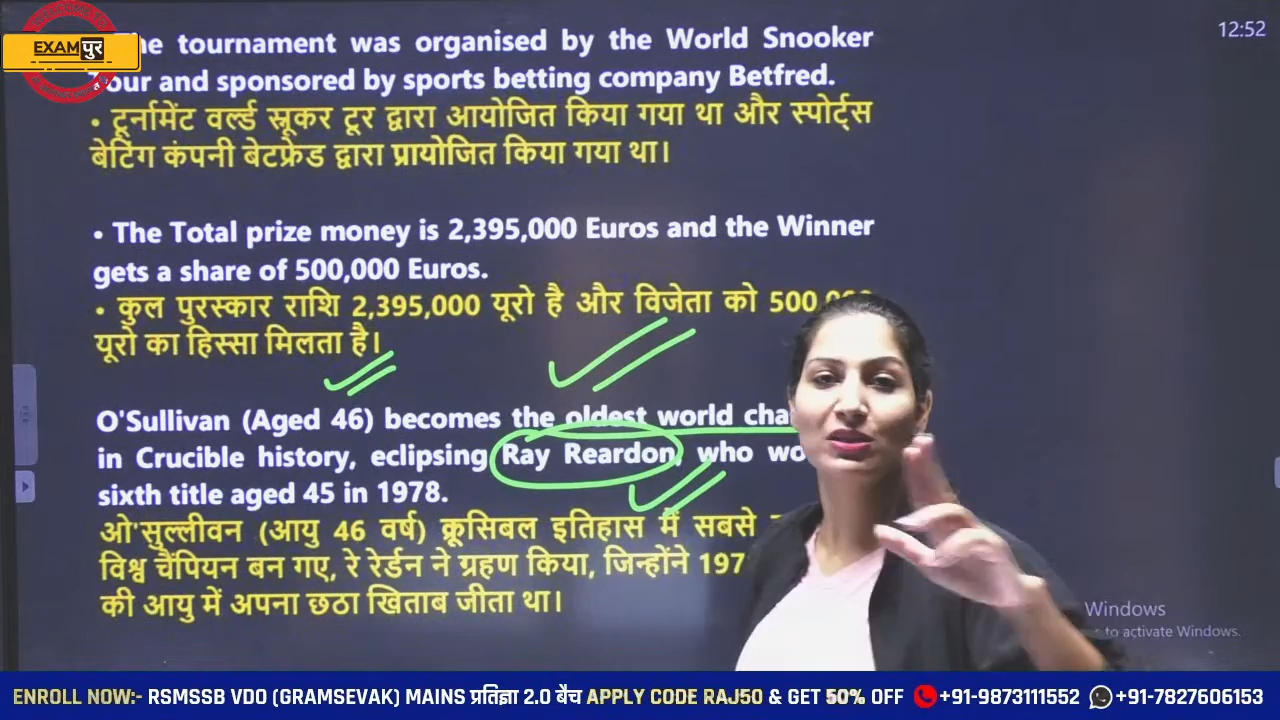 12:52
EXAMपुर
he tournament was organised by the World Snooker
Tour and sponsored by sports betting company Betfred.
• टूर्नामेंट वर्ल्ड स्नूकर टूर द्वारा आयोजित किया गया था और स्पोर्ट्स
बेटिंग कंपनी बेटफ्रेड द्वारा प्रायोजित किया गया था।
• The Total prize money is 2,395,000 Euros and the Winner
gets a share of 500,000 Euros.
• कुल पुरस्कार राशि 2,395,000 यूरो है और विजेता को 500,000
यूरो का हिस्सा मिलता है।
O'Sullivan (Aged 46) becomes the oldest world cha
in Crucible history, eclipsing Ray Reardon, who wo
sixth title aged 45 in 1978.
ओ'सुल्लीवन (आयु 46 वर्ष) क्रूसिबल इतिहास में सबसे
विश्व चैंपियन बन गए, रे रेर्डन ने ग्रहण किया, जिन्होंने 197
की आयु में अपना छठा खिताब जीता था।
Windows
to activate Windows.
ENROLL NOW:- RSMSSB VDO (GRAMSEVAK) MAINS प्रतिज्ञा 2.0 बैच APPLY CODE RAJ50 & GET 50% OFF +91-9873111552 +91-7827606153